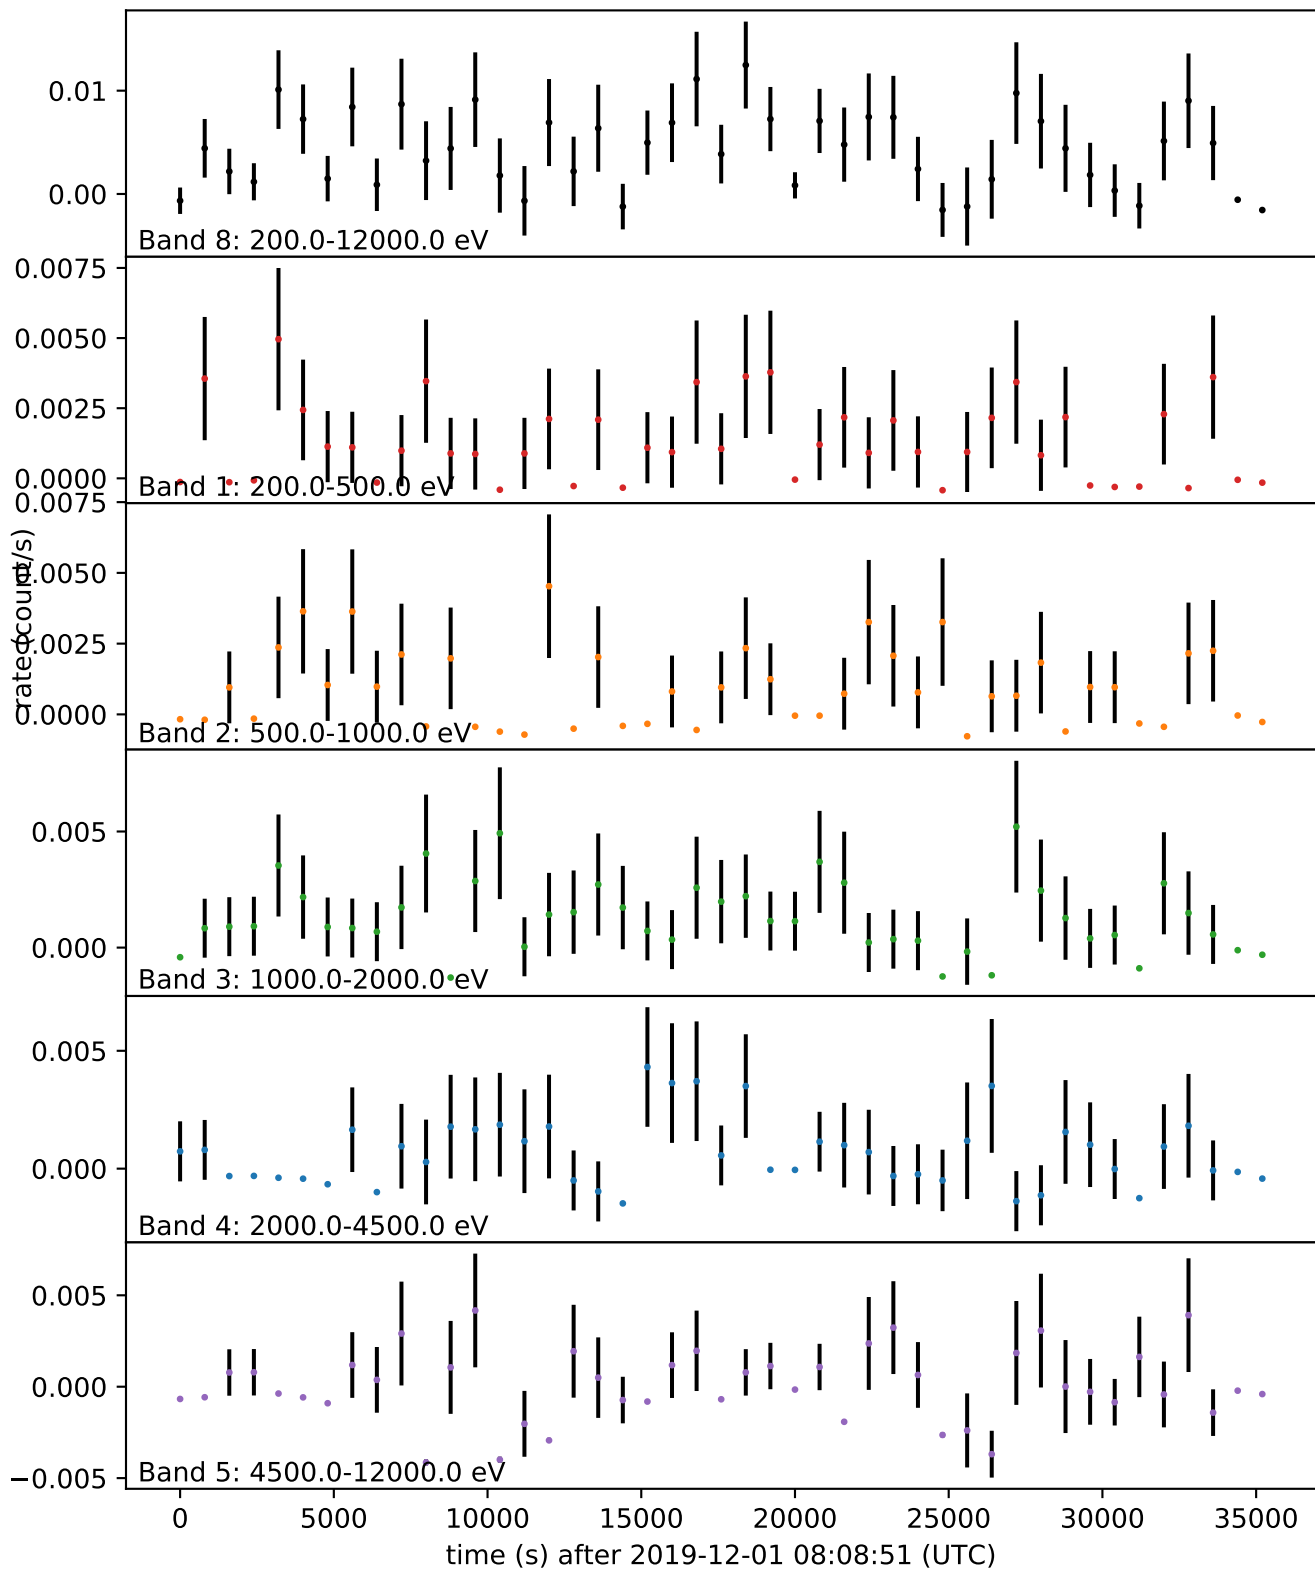 0.01
0.00
Band 8: 200.0-12000.0 eV
0.0075
0.0050
0.0025
0.0000
Band 1: 200.0-500.0 eV
0.0075
0.0050
0.0025
0.0000
Band 2: 500.0-1000.0 eV
rate (count/s)
0.005
0.000
Band 3: 1000.0-2000.0 eV
0.005
0.000
Band 4: 2000.0-4500.0 eV
0.005
0.000
−0.005
Band 5: 4500.0-12000.0 eV
0 5000 10000 15000 20000 25000 30000 35000
time (s) after 2019-12-01 08:08:51 (UTC)